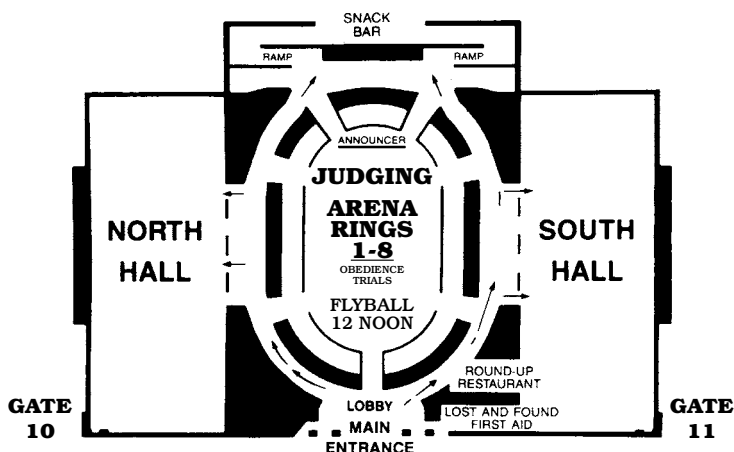 SNACK
BAR
RAMP
RAMP
ANNOUNCER
JUDGING
ARENA
RINGS
1-8
OBEDIENCE
TRIALS
FLYBALL
12 NOON
NORTH
HALL
SOUTH
HALL
ROUND-UP
RESTAURANT
LOST AND FOUND
FIRST AID
LOBBY
MAIN
ENTRANCE
GATE
10
GATE
11